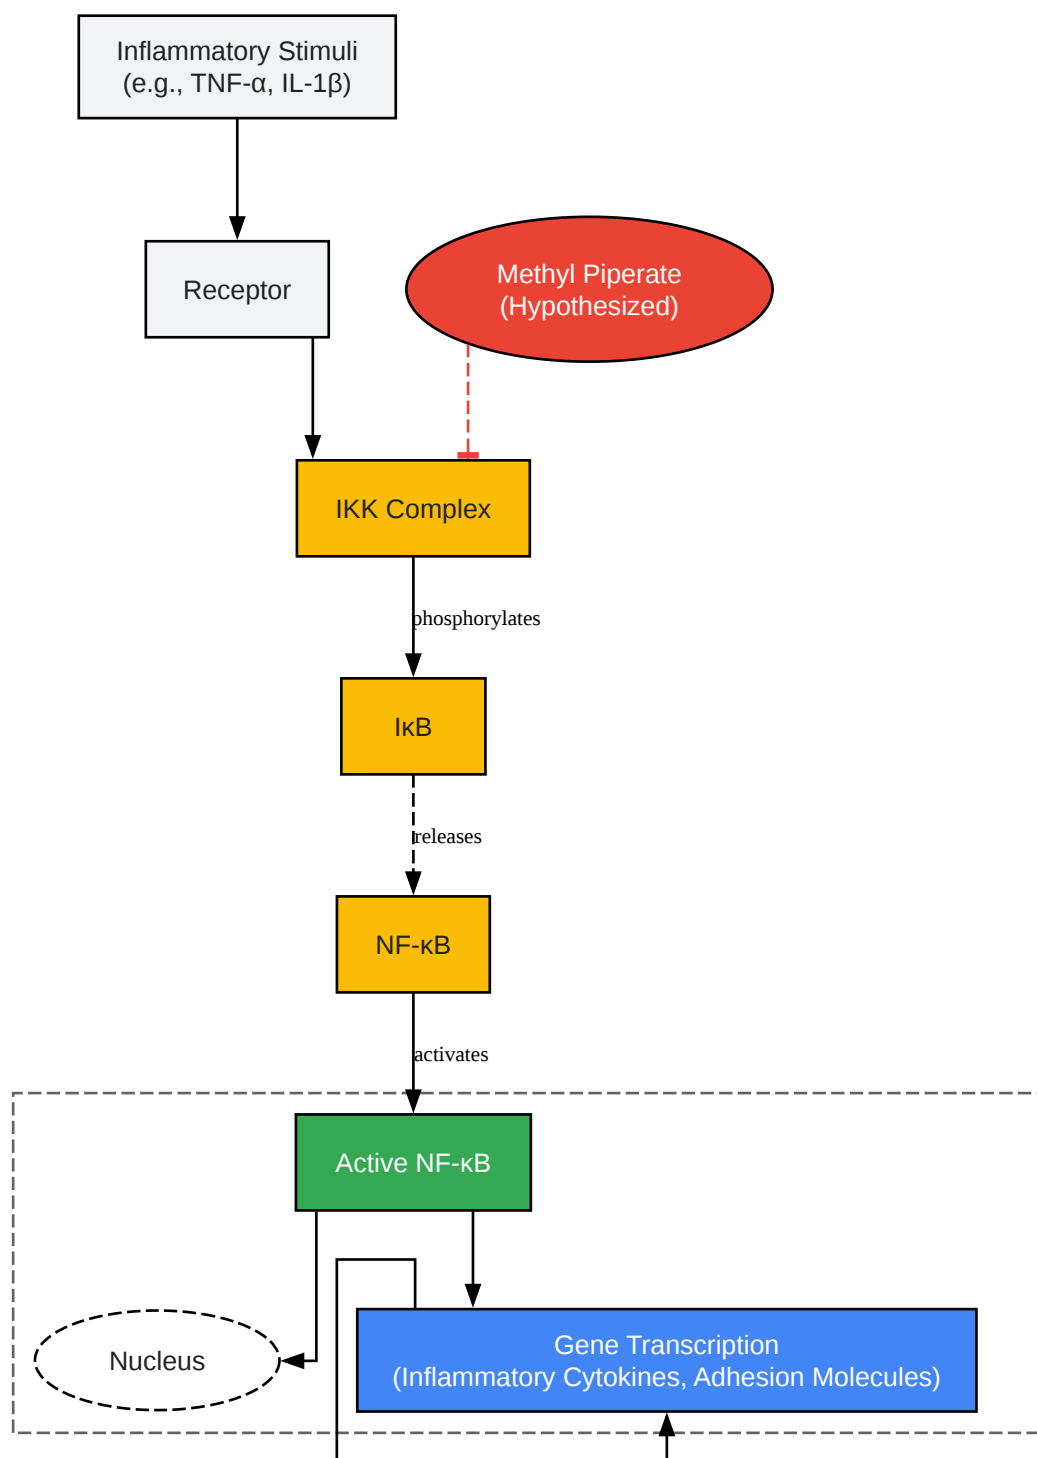 Inflammatory Stimuli
(e.g., TNF-α, IL-1β)
Receptor
Methyl Piperate
(Hypothesized)
IKK Complex
phosphorylates
IκB
releases
NF-κB
activates
Active NF-κB
Nucleus
Gene Transcription
(Inflammatory Cytokines, Adhesion Molecules)